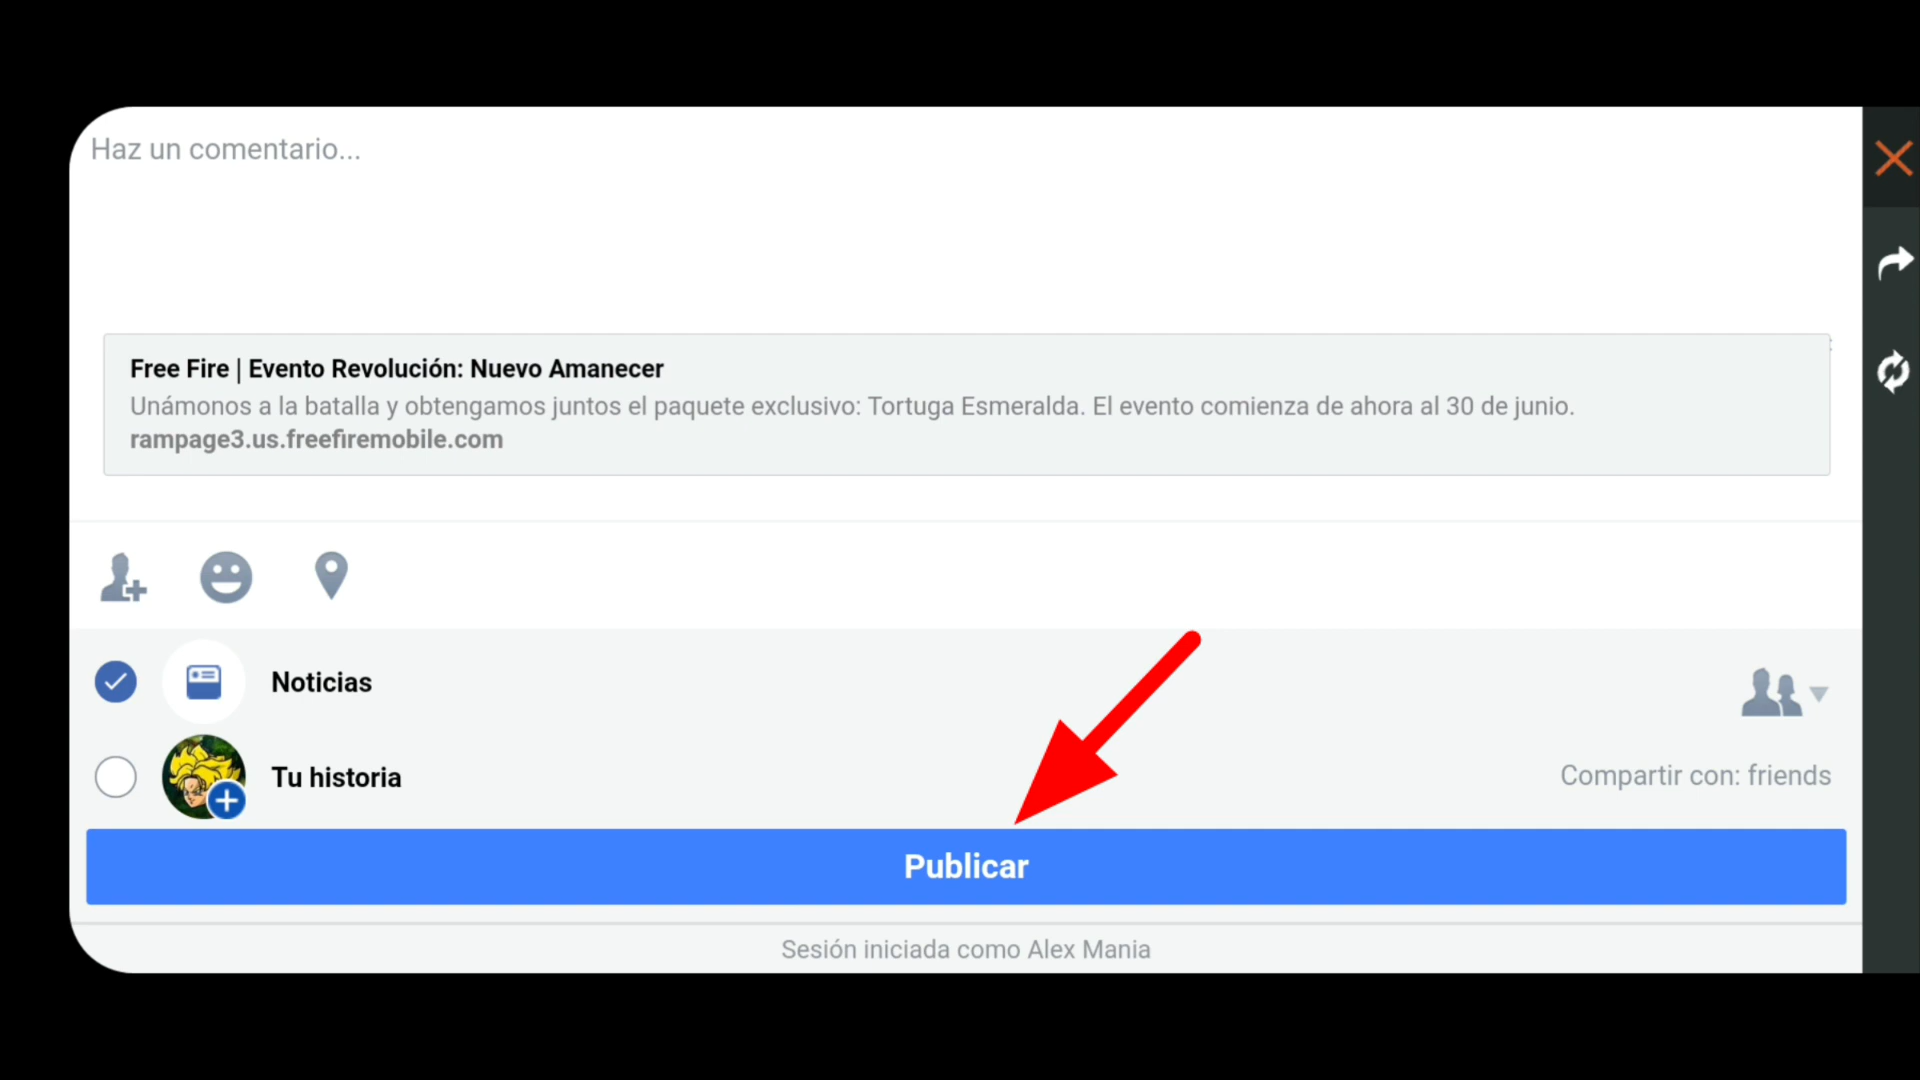 Haz un comentario...
Free Fire | Evento Revolución: Nuevo Amanecer
Unámonos a la batalla y obtengamos juntos el paquete exclusivo: Tortuga Esmeralda. El evento comienza de ahora al 30 de junio.
rampage3.us.freefiremobile.com
Noticias
Tu historia
Compartir con: friends
Publicar
Sesión iniciada como Alex Mania